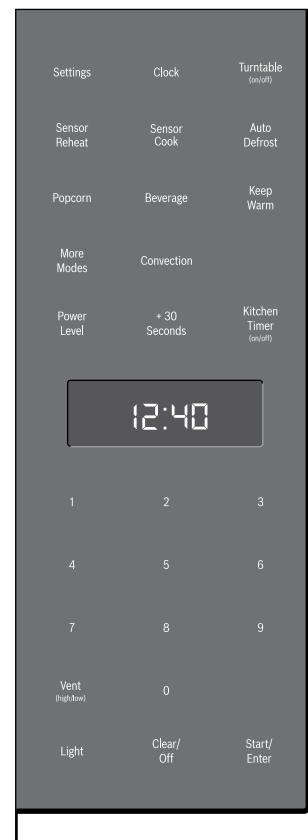 Settings Clock Turntable
(on/off)
Sensor Sensor Auto
Reheat Cook Defrost
Popcorn Beverage Keep
Warm
More
Modes Convection
Power + 30 Kitchen
Level Seconds Timer
(on/off)
12:40
1 2 3
4 5 6
7 8 9
Vent
(high/low) 0
Light Clear/ Start/
Off Enter